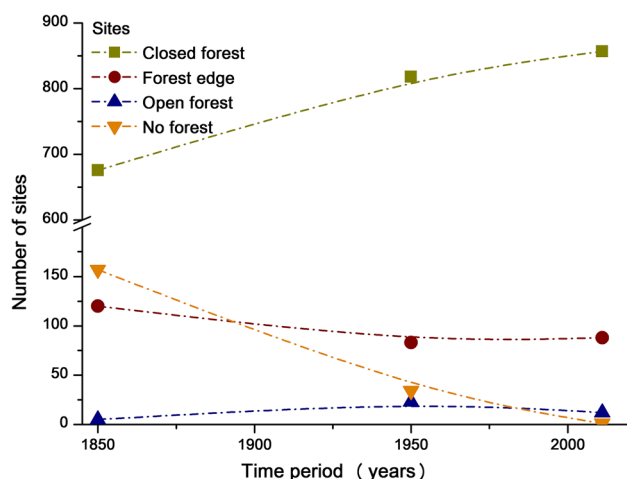 Sites
Closed forest
Forest edge
Open forest
No forest
Number of sites
900
800
700
600
150
100
50
0
1850
1900
1950
2000
Time period ( years)